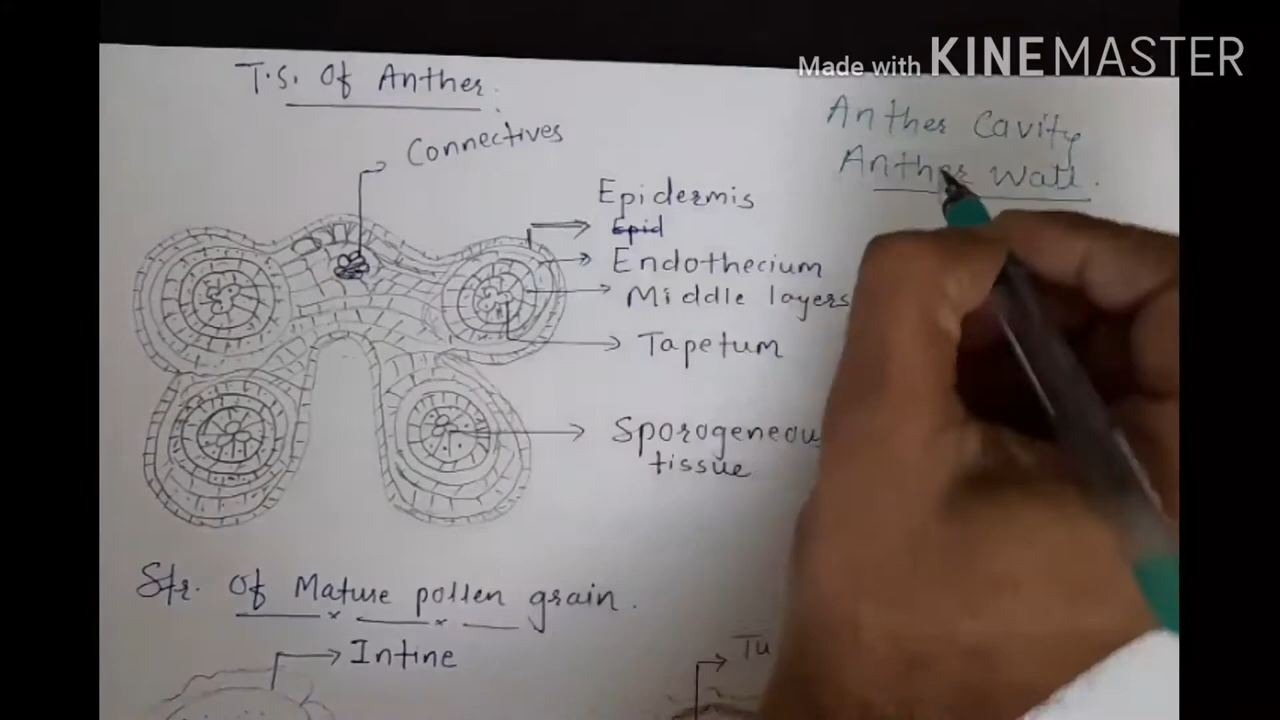 Made with KINEMASTER
T.S. Of Anther.
Anther Cavity
Anther Wall.
Connectives
Epidermis
Epid
Endothecium
Middle layers
Tapetum
Sporogeneou
tissue
Str. Of Mature pollen grain.
Intine
Tu